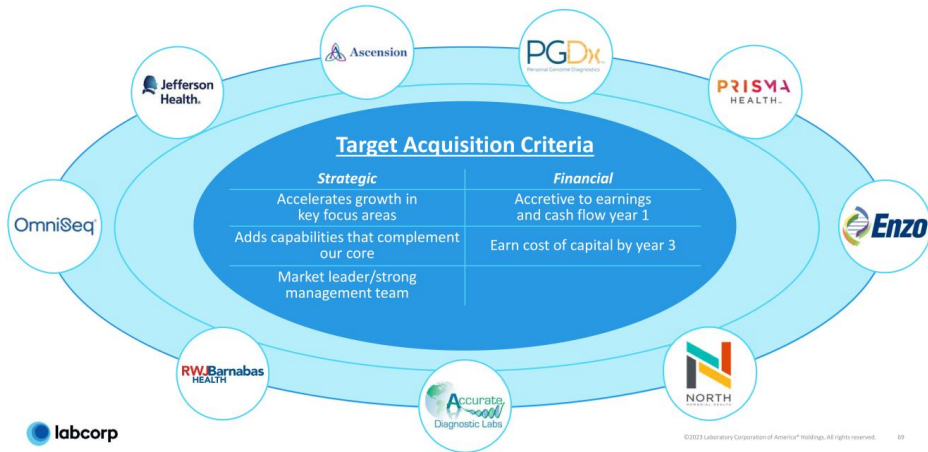 Ascension
PGDx™
Personal Genome Diagnostics
Jefferson
Health®
PRISMA
HEALTH™
Target Acquisition Criteria
Strategic
Financial
Accelerates growth in
key focus areas
Accretive to earnings
and cash flow year 1
OmniSeq®
Enzo
Adds capabilities that complement
our core
Earn cost of capital by year 3
Market leader/strong
management team
RWJBarnabas
HEALTH
Accurate
Diagnostic Labs
NORTH
MEMORIAL HEALTH
labcorp
©2023 Laboratory Corporation of America® Holdings. All rights reserved. 69